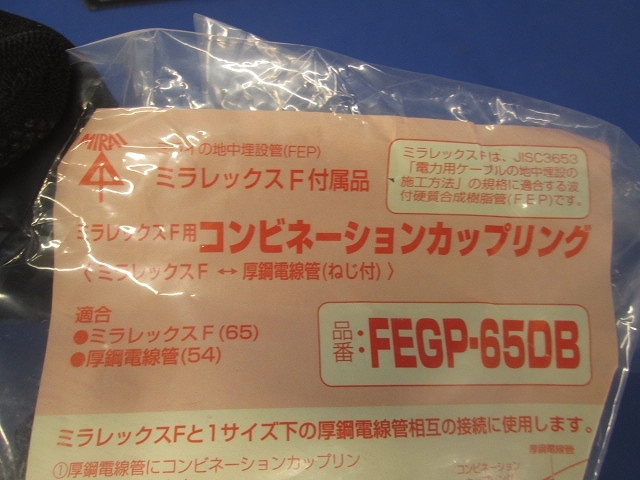 MIRAI
ミライの地中埋設管(FEP)
ミラレックスF付属品
ミラレックスFは、JISC3653
「電力用ケーブルの地中埋設の
施工方法」の規格に適合する波
付硬質合成樹脂管(FEP)です。
ミラレックスF用コンビネーションカップリング
〈ミラレックスF ↔ 厚鋼電線管(ねじ付)〉
適合
●ミラレックスF(65)
●厚鋼電線管(54)
品番:FEGP-65DB
ミラレックスFと1サイズ下の厚鋼電線管相互の接続に使用します。
①厚鋼電線管にコンビネーションカップリン
厚鋼電線管
コンビネーション